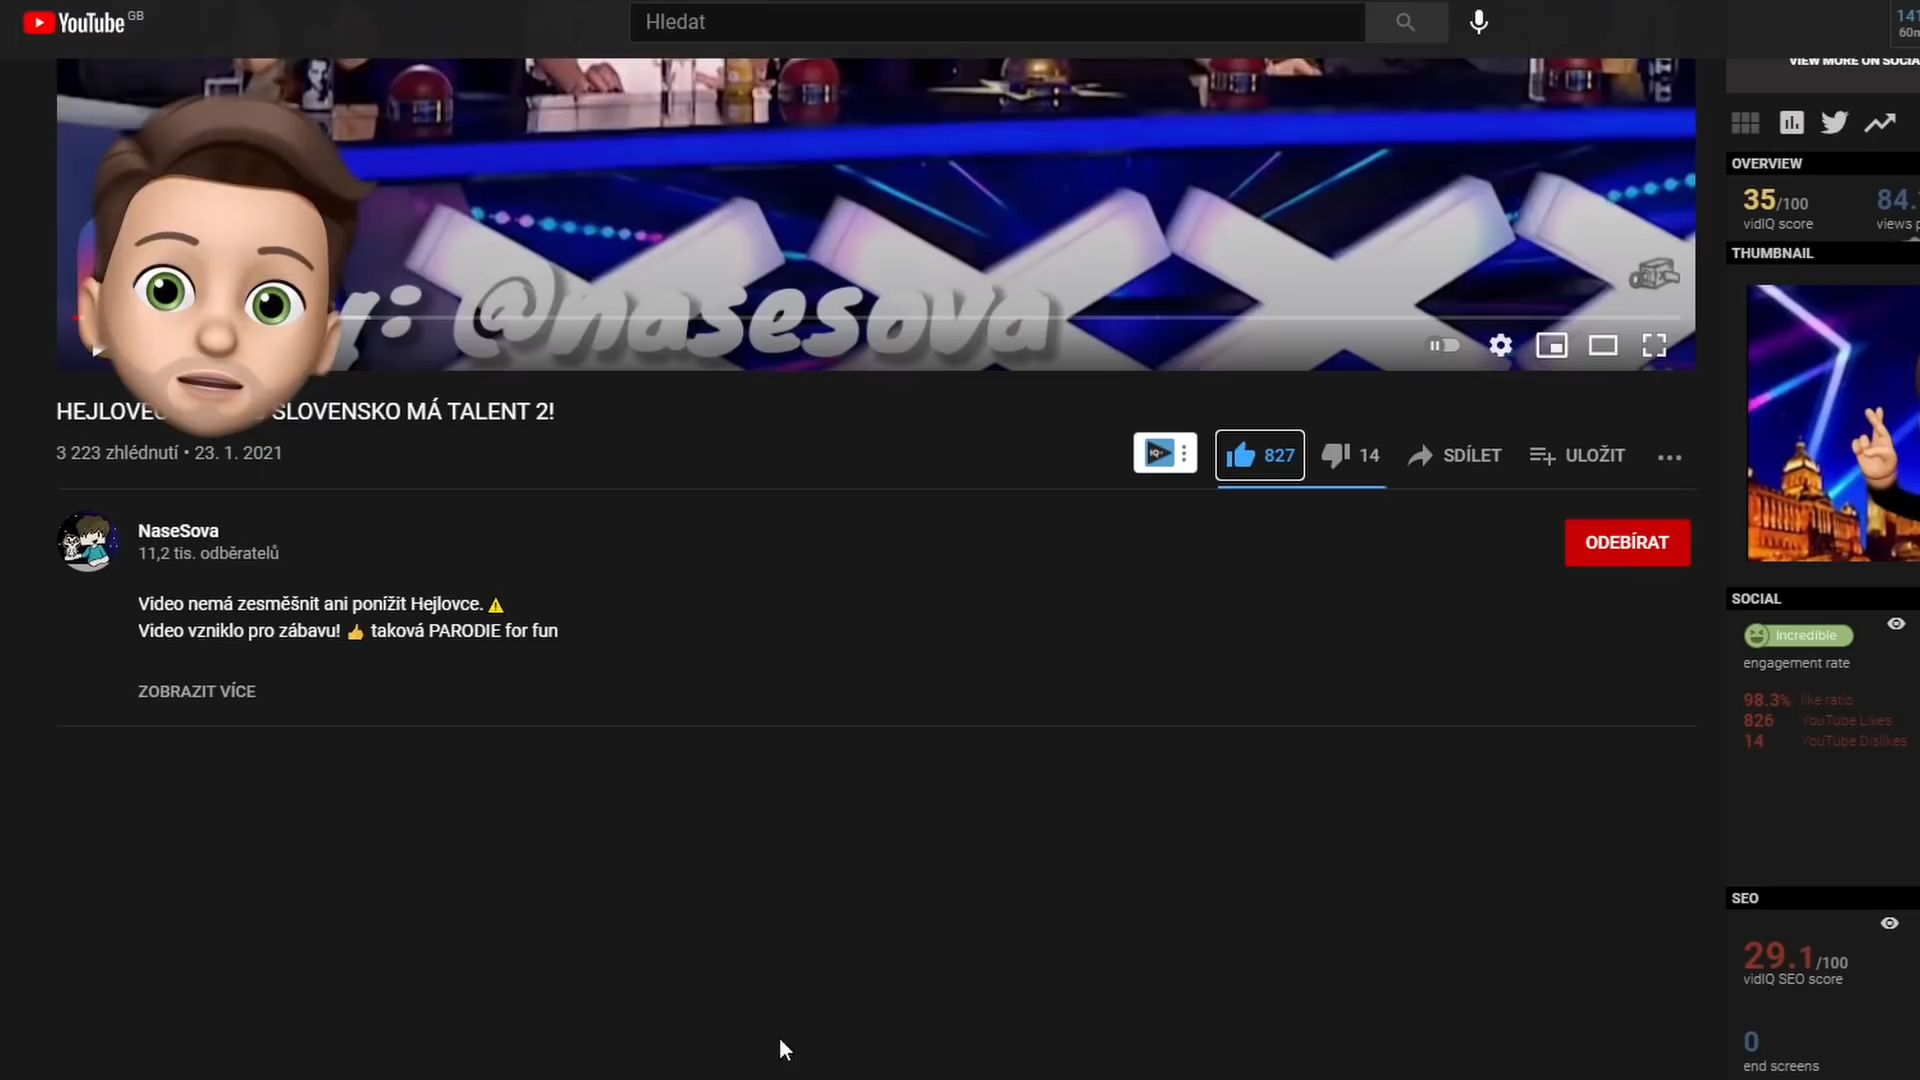 YouTube GB
Hledat
141
60m
VIEW MORE ON SOCIA
: @nasesova
HEJLOVEC SLOVENSKO MÁ TALENT 2!
3 223 zhlédnutí • 23. 1. 2021
827
14
SDÍLET
ULOŽIT
NaseSova
11,2 tis. odběratelů
ODEBÍRAT
Video nemá zesměšnit ani ponížit Hejlovce. ⚠
Video vzniklo pro zábavu! 👍 taková PARODIE for fun
ZOBRAZIT VÍCE
OVERVIEW
35/100
vidIQ score
84.
views p
THUMBNAIL
SOCIAL
Incredible
engagement rate
98.3% like ratio
826 YouTube Likes
14 YouTube Dislikes
SEO
29.1/100
vidIQ SEO score
0
end screens